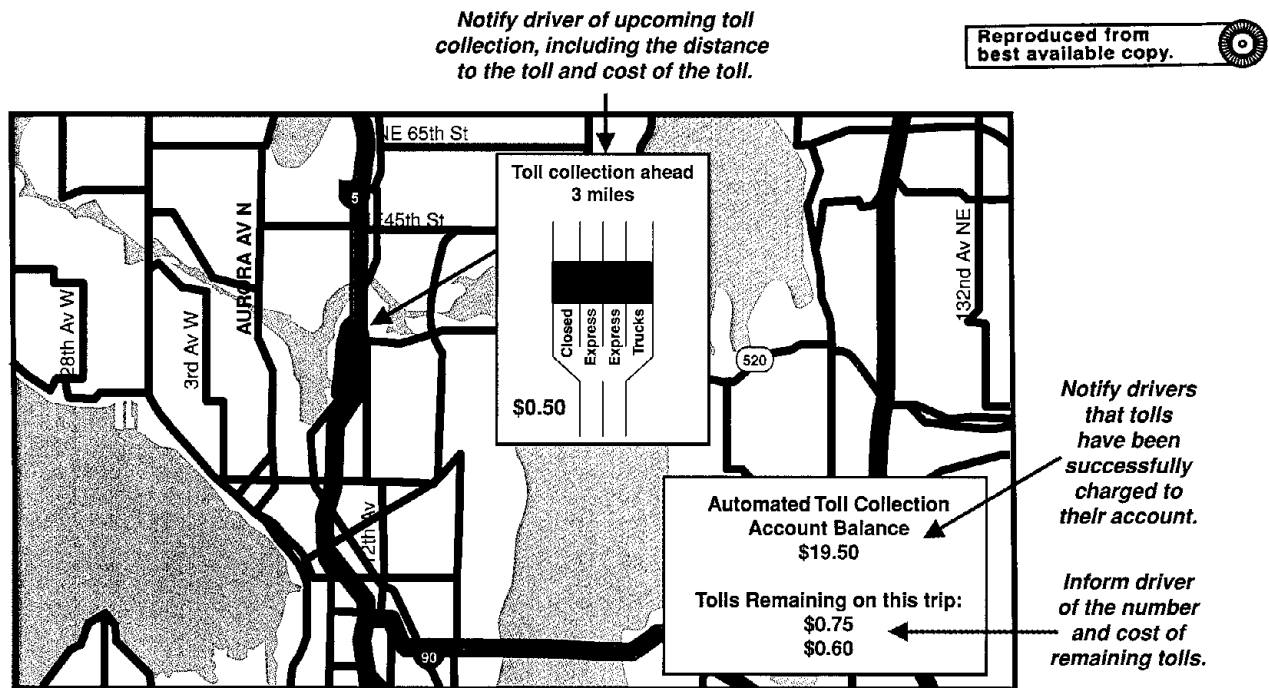 Notify driver of upcoming toll
collection, including the distance
to the toll and cost of the toll.
Reproduced from
best available copy.
NE 65th St
Toll collection ahead
3 miles
5
45th St
AURORA AV N
132nd Av NE
28th Av W
3rd Av W
Closed
Express
Express
Trucks
520
$0.50
Notify drivers
that tolls
have been
successfully
charged to
their account.
Automated Toll Collection
Account Balance
$19.50
12th Av
Tolls Remaining on this trip:
$0.75
$0.60
Inform driver
of the number
and cost of
remaining tolls.
90